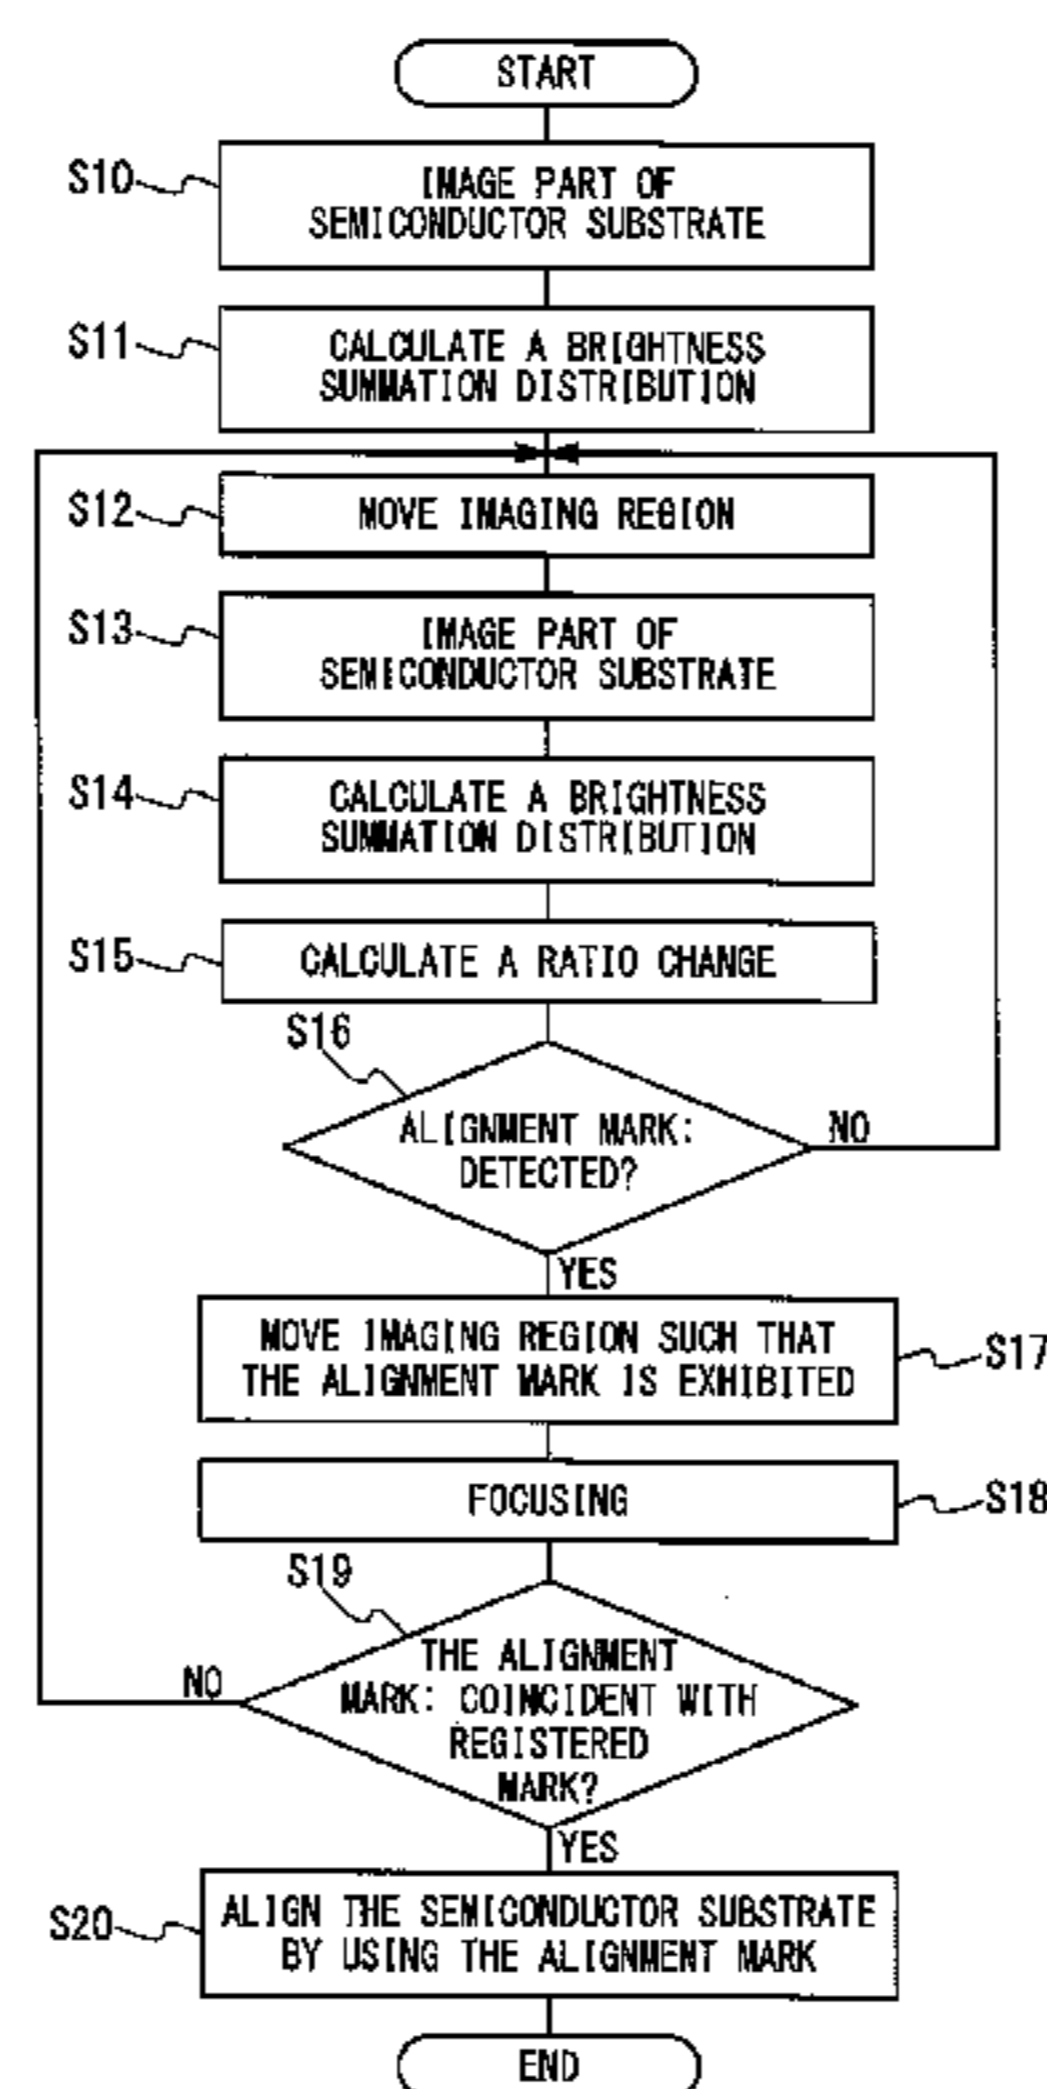 START
S10
IMAGE PART OF
SEMICONDUCTOR SUBSTRATE
S11
CALCULATE A BRIGHTNESS
SUMMATION DISTRIBUTION
S12
MOVE IMAGING REGION
S13
IMAGE PART OF
SEMICONDUCTOR SUBSTRATE
S14
CALCULATE A BRIGHTNESS
SUMMATION DISTRIBUTION
S15
CALCULATE A RATIO CHANGE
S16
ALIGNMENT MARK:
DETECTED?
NO
YES
MOVE IMAGING REGION SUCH THAT
THE ALIGNMENT MARK IS EXHIBITED
S17
FOCUSING
S18
S19
THE ALIGNMENT
MARK: COINCIDENT WITH
REGISTERED
MARK?
NO
YES
S20
ALIGN THE SEMICONDUCTOR SUBSTRATE
BY USING THE ALIGNMENT MARK
END